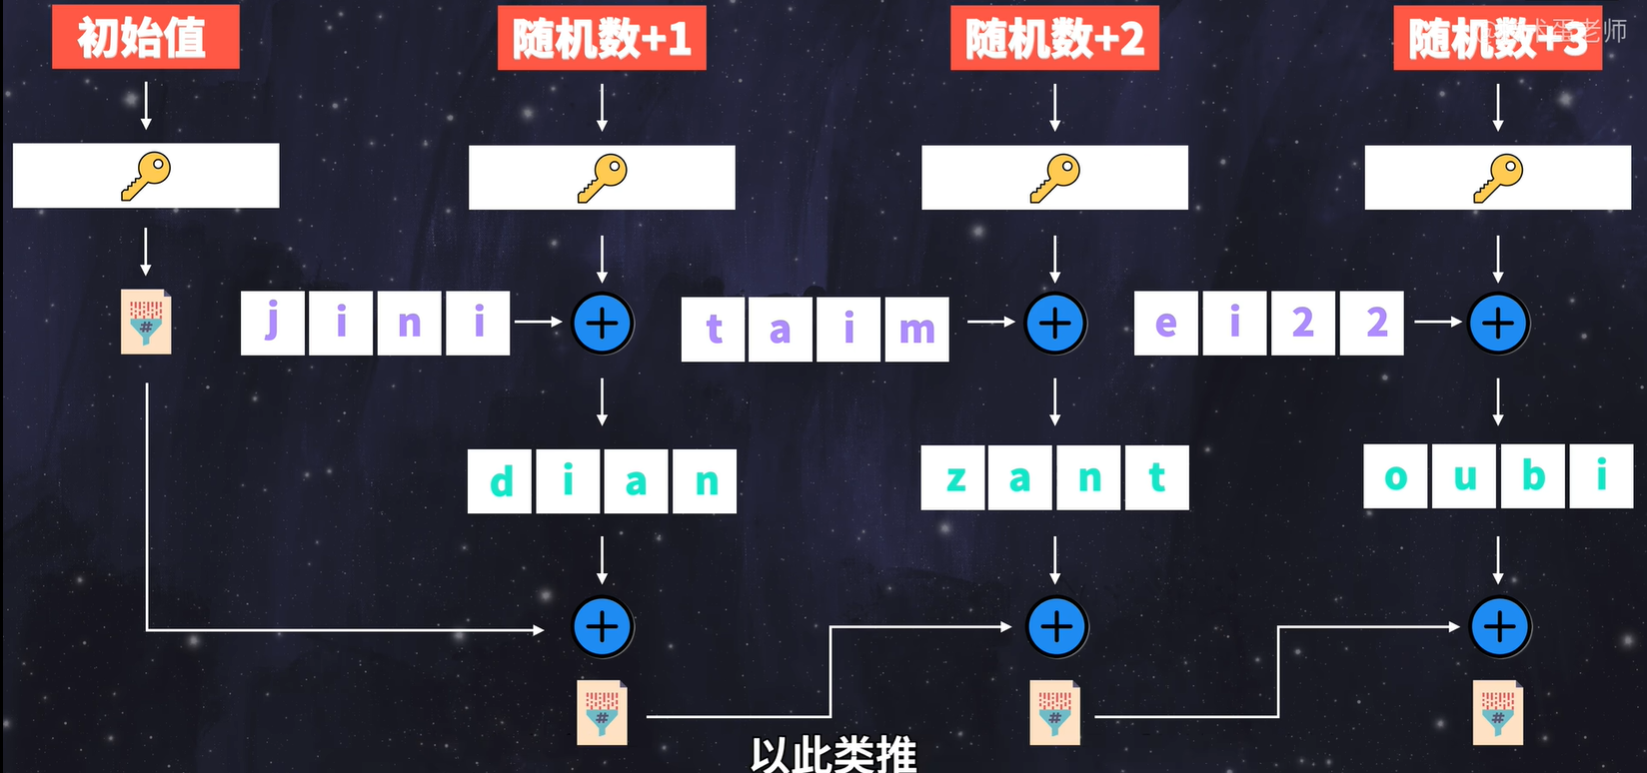 初始值
随机数+1
随机数+2
随机数+3
j i n i
t a i m
e i 2 2
d i a n
z a n t
o u b i
以此类推